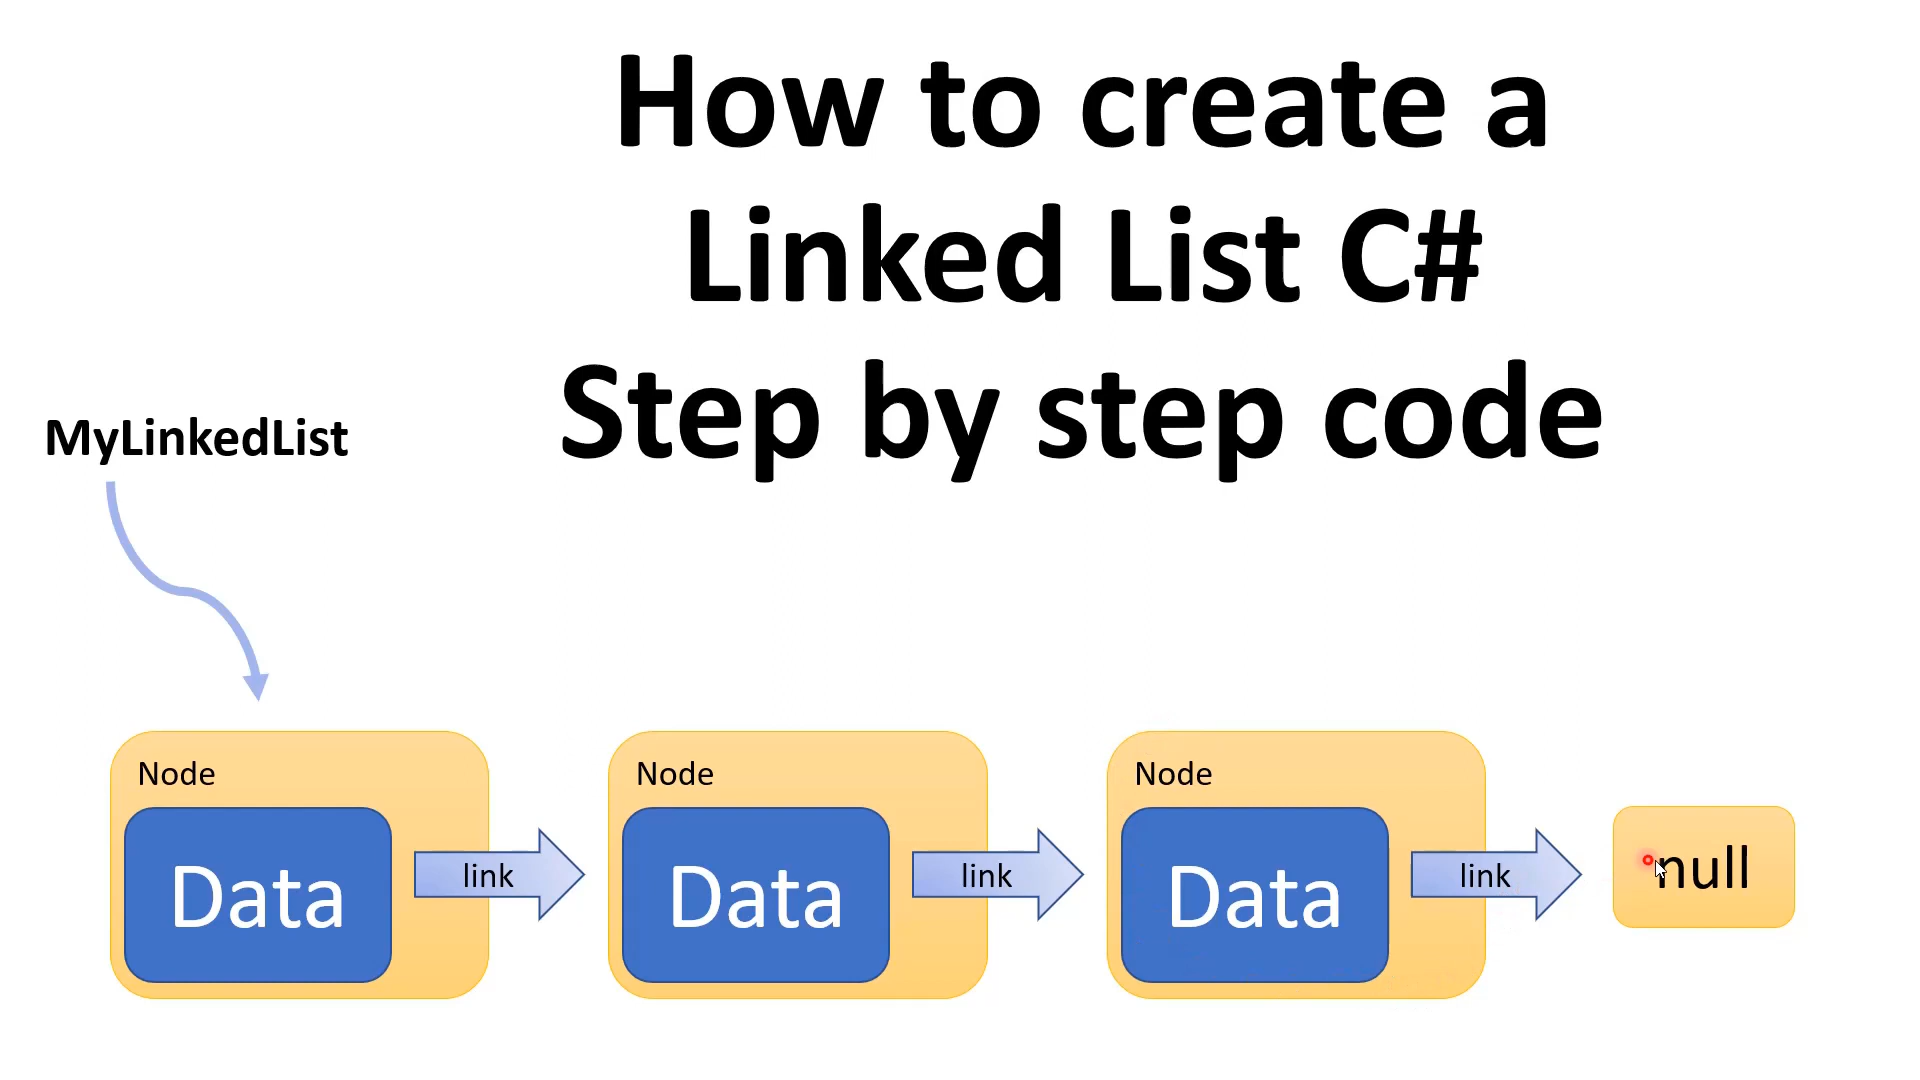 How to create a
Linked List C#
Step by step code
MyLinkedList
Node
Data
link
Node
Data
link
Node
Data
link
null